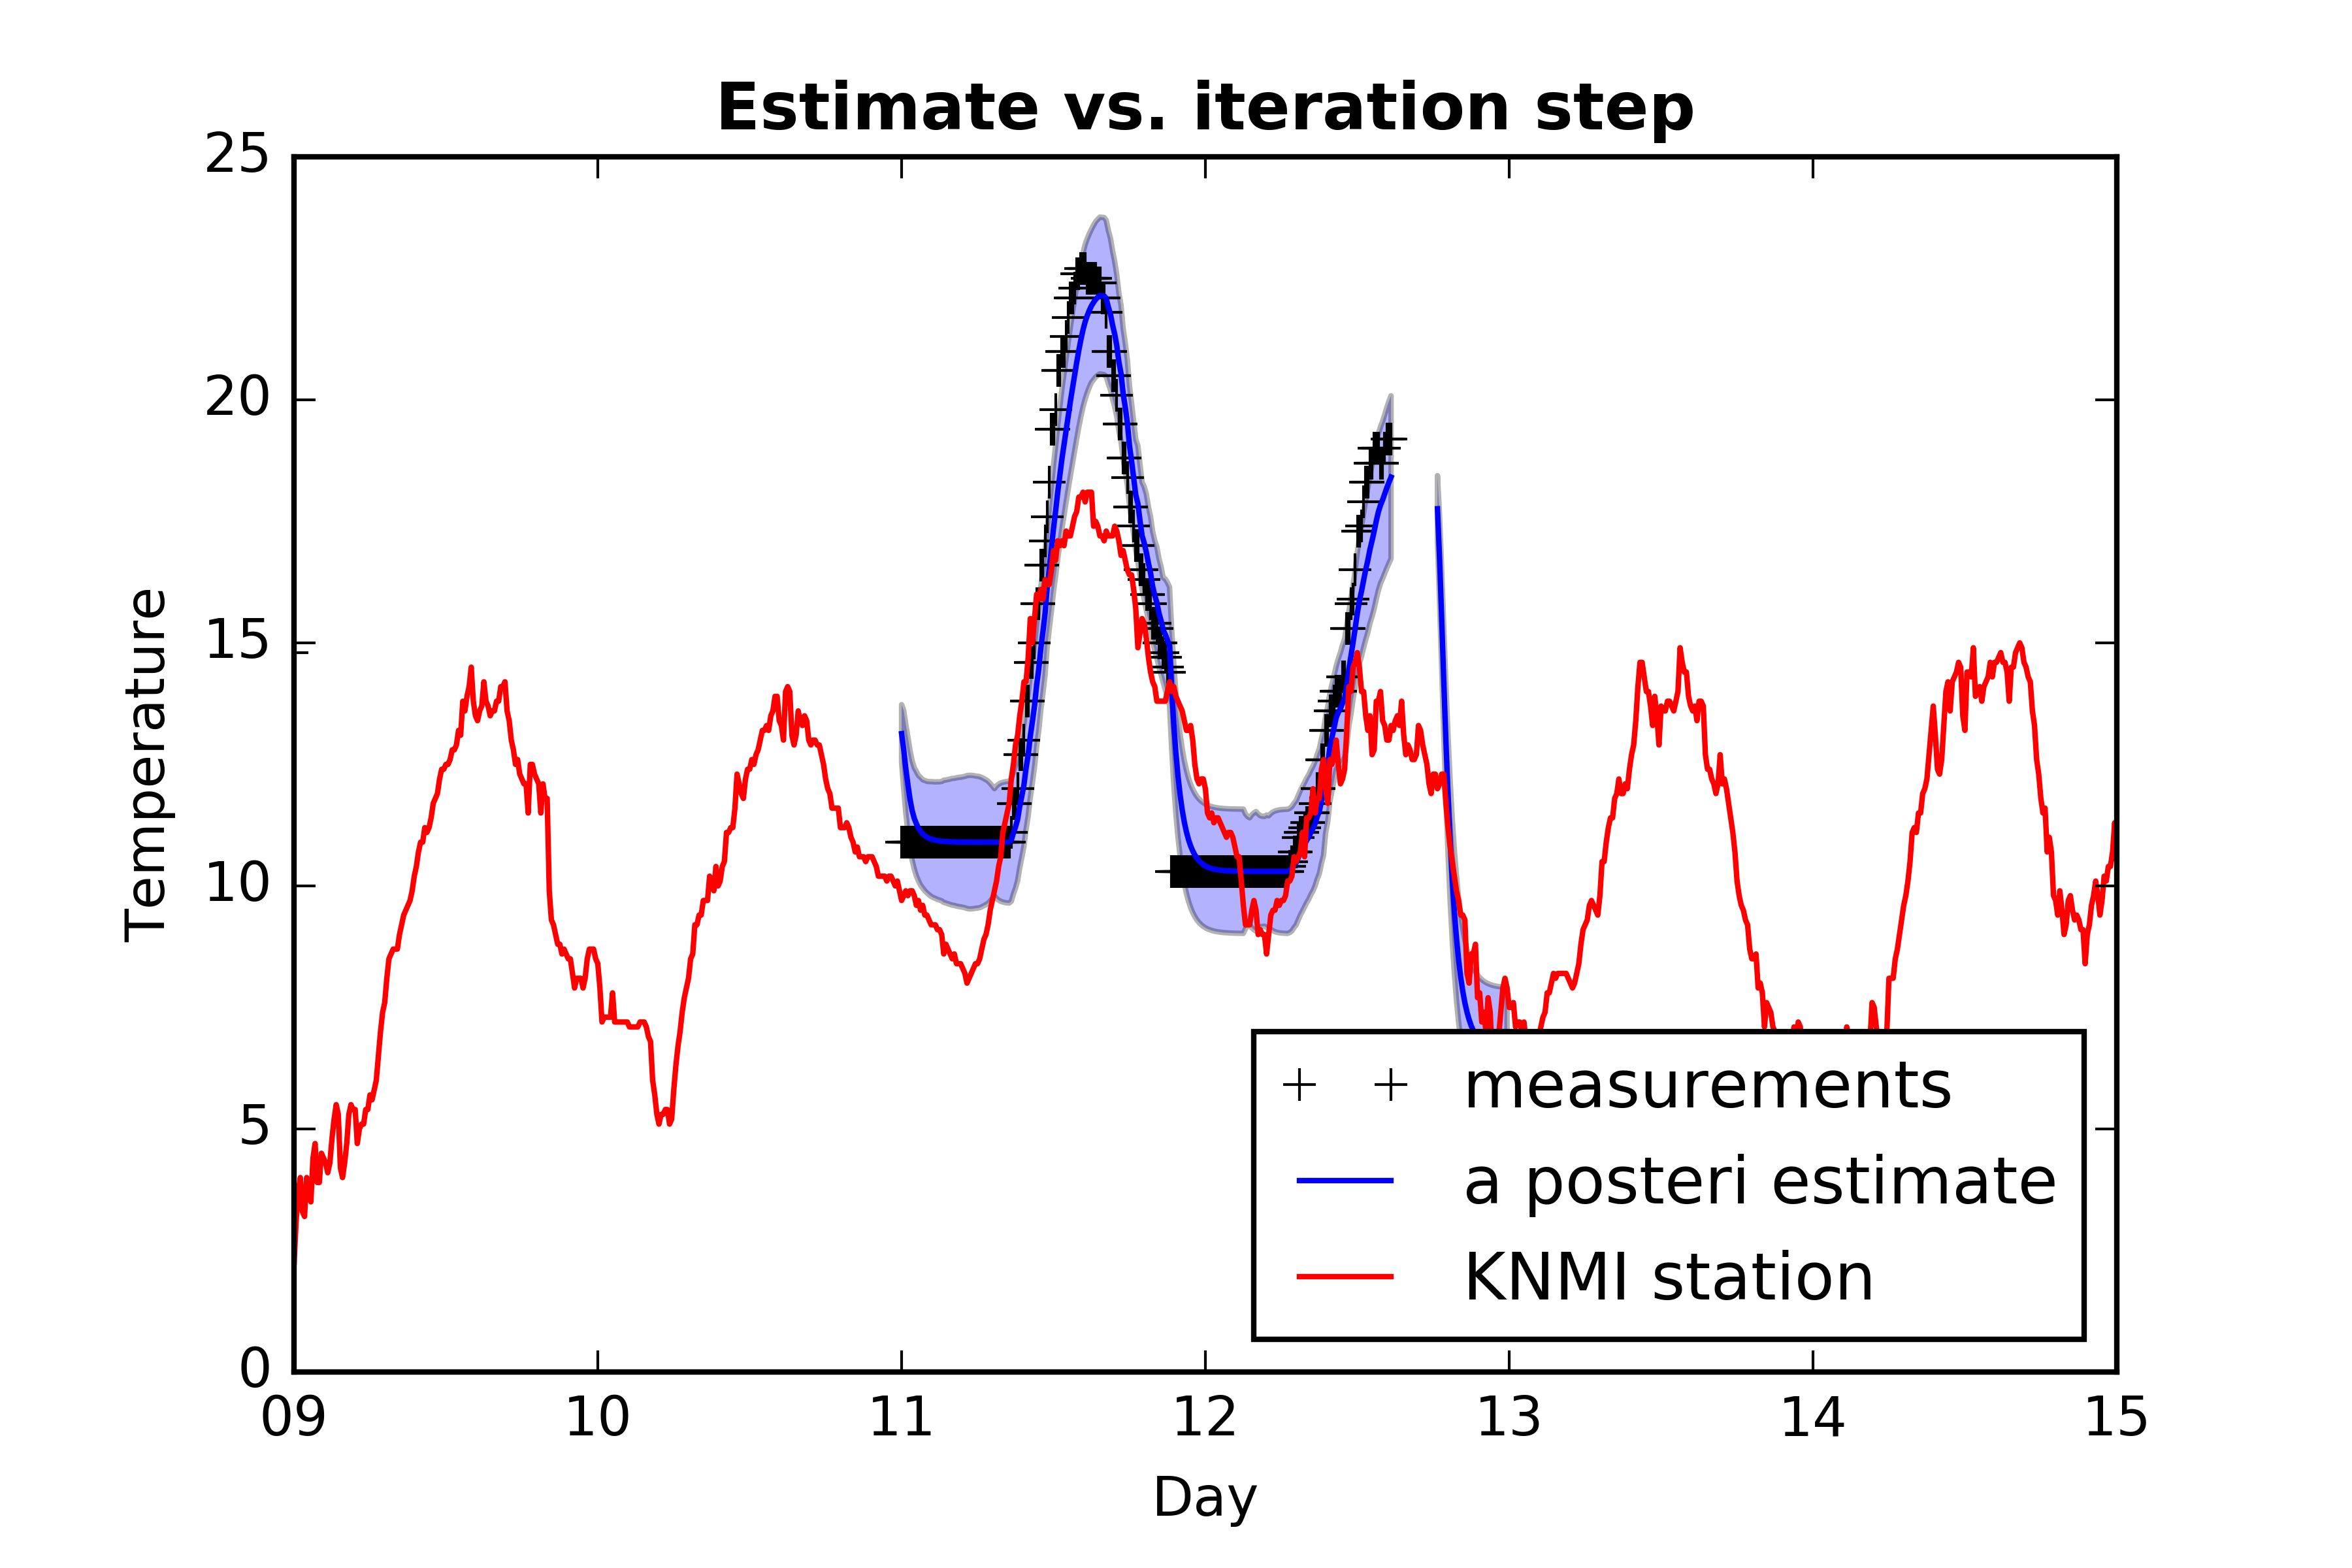 Estimate vs. iteration step
25
20
15
10
5
0
Temperature
09 10 11 12 13 14 15
Day
measurements
a posteri estimate
KNMI station